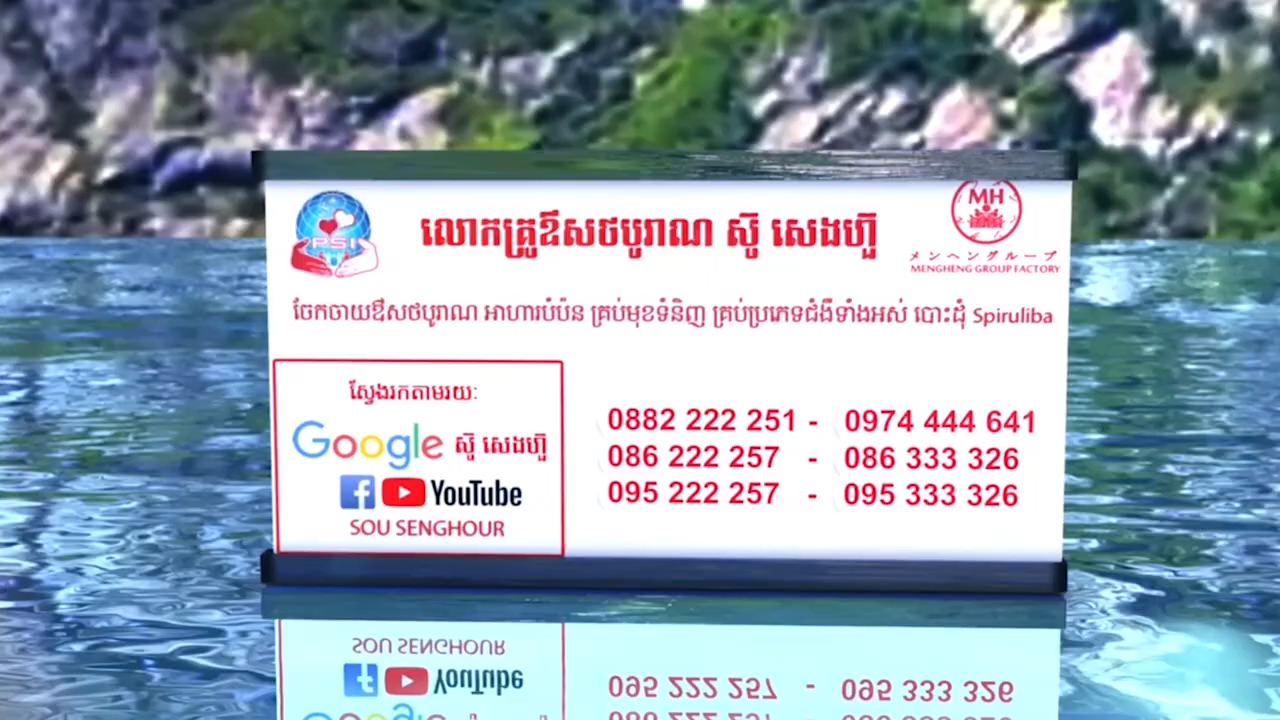 PSI
លោកគ្រូឱីសថបូរាណ ស៊ូ សេងហ៊ួ
MH
メンヘングループ
MENGHENG GROUP FACTORY
ចែកចាយឱីសថបូរាណ អាហារបំប៉ន គ្រប់មុខទំនិញ គ្រប់ប្រភេទជំងឺទាំងអស់ បោះដុំ Spiruliba
ស្វែងរកតាមរយៈ
Google ស៊ូ សេងហ៊ួ
YouTube
SOU SENGHOUR
0882 222 251 - 0974 444 641
086 222 257 - 086 333 326
095 222 257 - 095 333 326